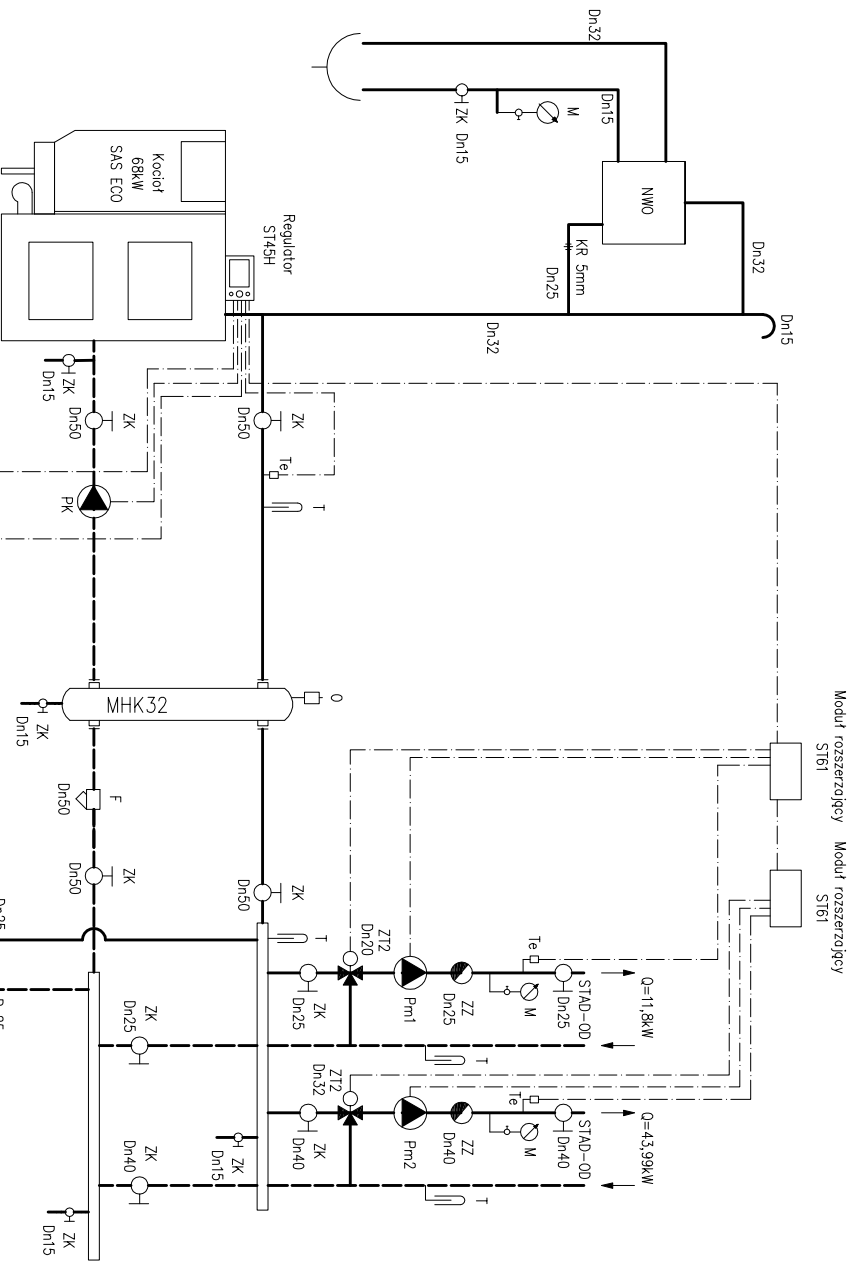 Dn32
Dn15
M
ZK Dn15
NWO
Dn32
KR 5mm
Dn25
Dn15
Dn32
Kocioł
68kW
SAS ECO
Regulator
ST45H
ZK
Dn15
ZK
Dn50
PK
ZK
Dn50
Te
T
MHK32
O
ZK
Dn15
F
Dn50
ZK
Dn50
ZK
Dn50
T
Moduł rozszerzający
ST61
Moduł rozszerzający
ST61
ZT2
Dn20
Pm1
ZZ
Dn25
Te
M
STAD-OD
Dn25
Q=11,8kW
ZK
Dn25
ZK
Dn25
T
ZT2
Dn32
Pm2
ZZ
Dn40
Te
M
STAD-OD
Dn40
Q=43,99kW
ZK
Dn40
ZK
Dn40
T
ZK
Dn15
ZK
Dn15